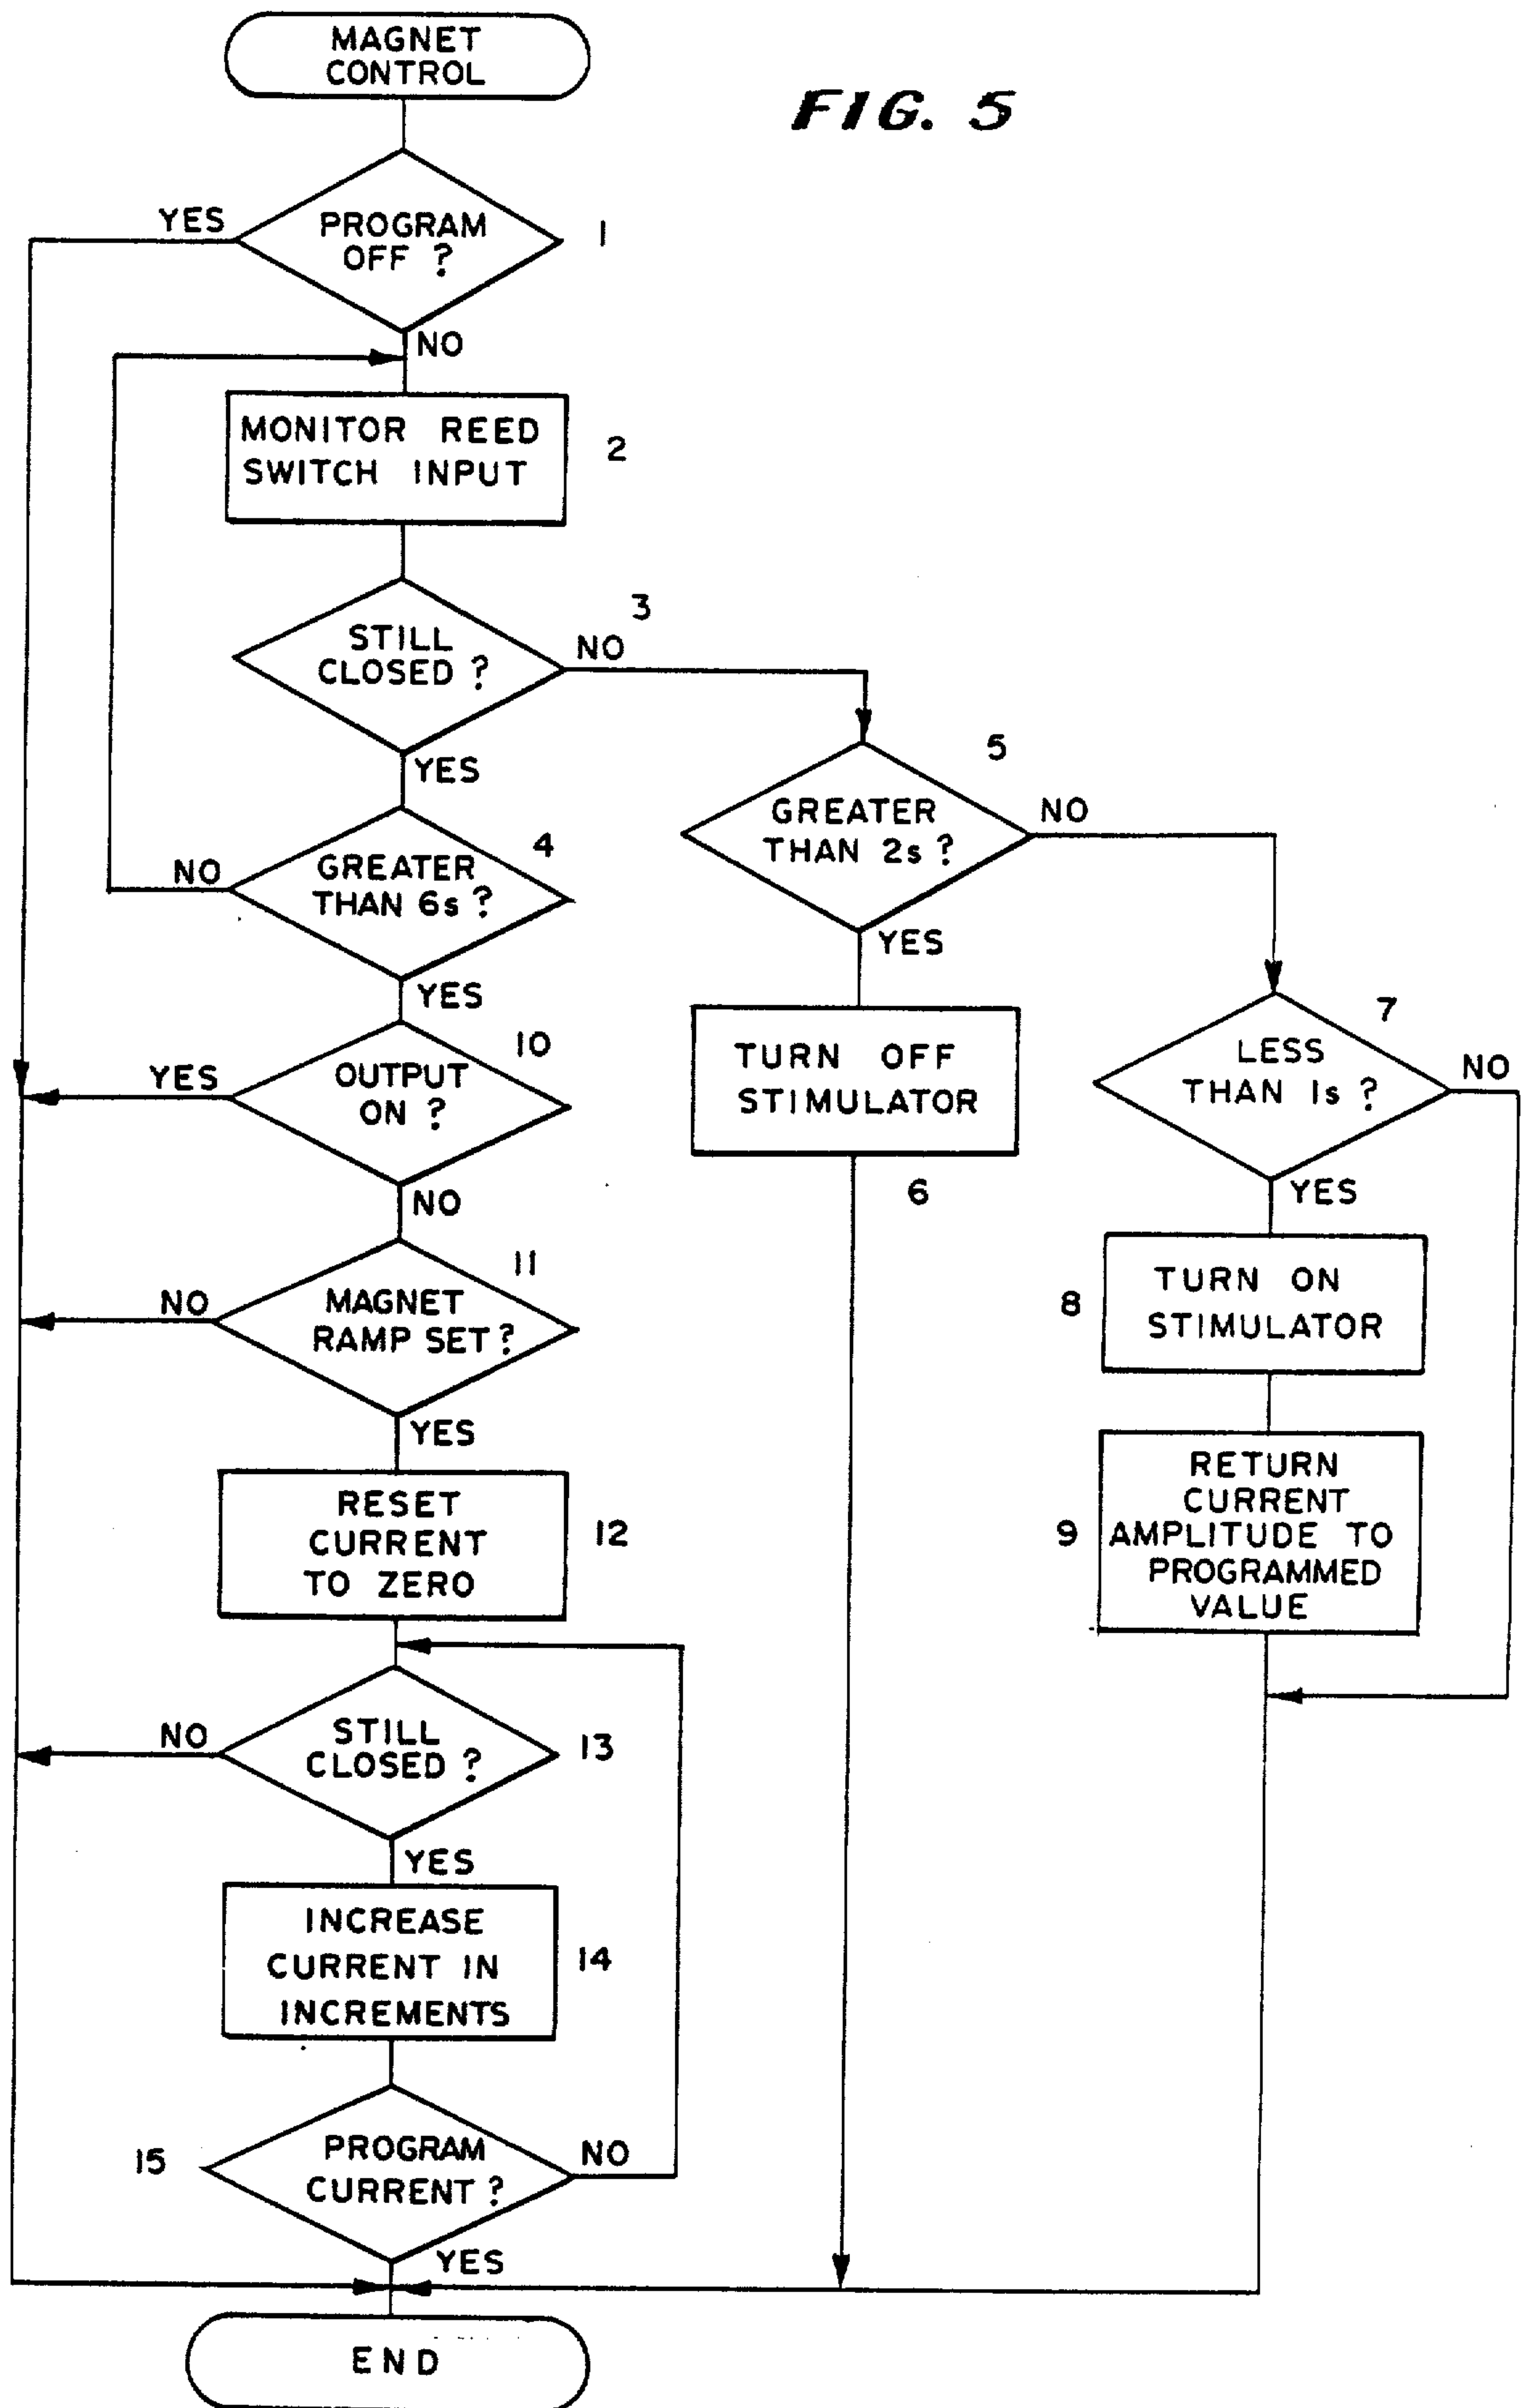 MAGNET
CONTROL
FIG. 5
YES
PROGRAM
OFF ?
1
NO
MONITOR REED
SWITCH INPUT
2
STILL
CLOSED ?
3
NO
YES
GREATER
THAN 6s ?
4
NO
YES
GREATER
THAN 2s ?
5
NO
YES
TURN OFF
STIMULATOR
6
LESS
THAN 1s ?
7
NO
YES
TURN ON
STIMULATOR
8
RETURN
CURRENT
AMPLITUDE TO
PROGRAMMED
VALUE
9
OUTPUT
ON ?
10
YES
NO
MAGNET
RAMP SET ?
11
NO
YES
RESET
CURRENT
TO ZERO
12
STILL
CLOSED ?
13
NO
YES
INCREASE
CURRENT IN
INCREMENTS
14
PROGRAM
CURRENT ?
15
NO
YES
END